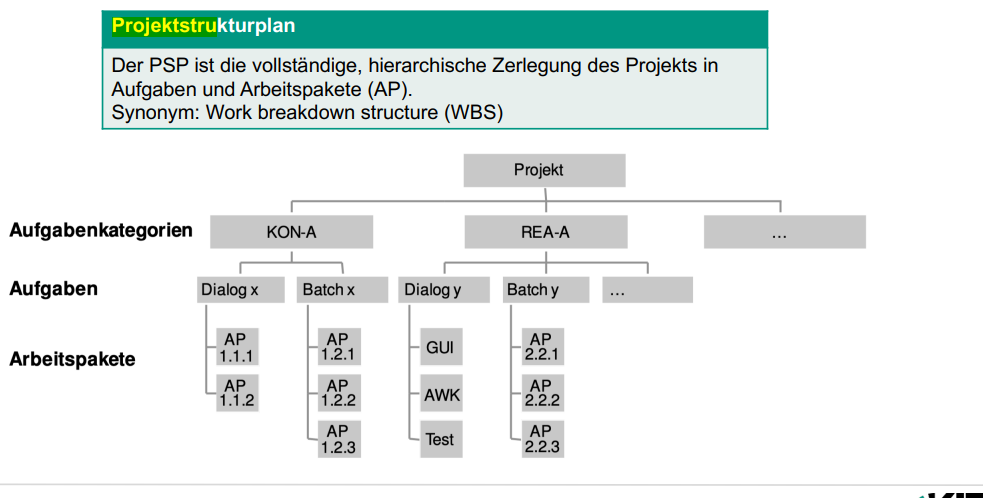 Projektstrukturplan
Der PSP ist die vollständige, hierarchische Zerlegung des Projekts in
Aufgaben und Arbeitspakete (AP).
Synonym: Work breakdown structure (WBS)
Projekt
Aufgabenkategorien
KON-A
REA-A
...
Aufgaben
Dialog x
Batch x
Dialog y
Batch y
...
Arbeitspakete
AP
1.1.1
AP
1.1.2
AP
1.2.1
AP
1.2.2
AP
1.2.3
GUI
AWK
Test
AP
2.2.1
AP
2.2.2
AP
2.2.3